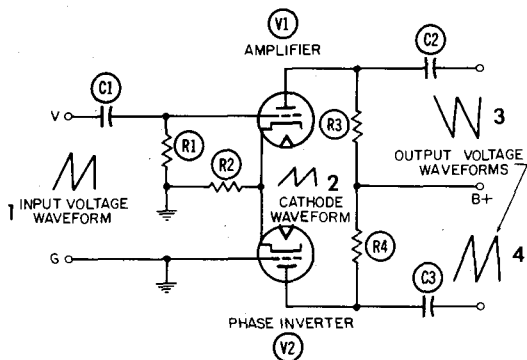 V1
AMPLIFIER
C2
C1
V
R1
R2
R3
3
OUTPUT VOLTAGE
WAVEFORMS
1 INPUT VOLTAGE
WAVEFORM
2
CATHODE
WAVEFORM
B+
R4
4
G
C3
PHASE INVERTER
V2